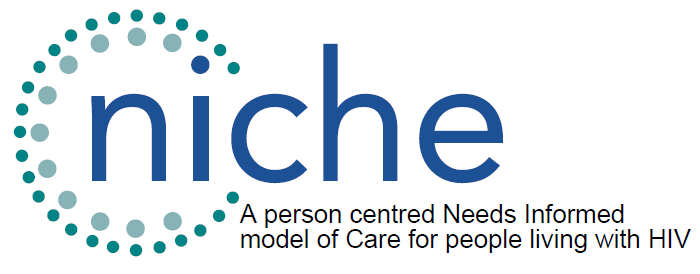 niche
A person centred Needs Informed
model of Care for people living with HIV